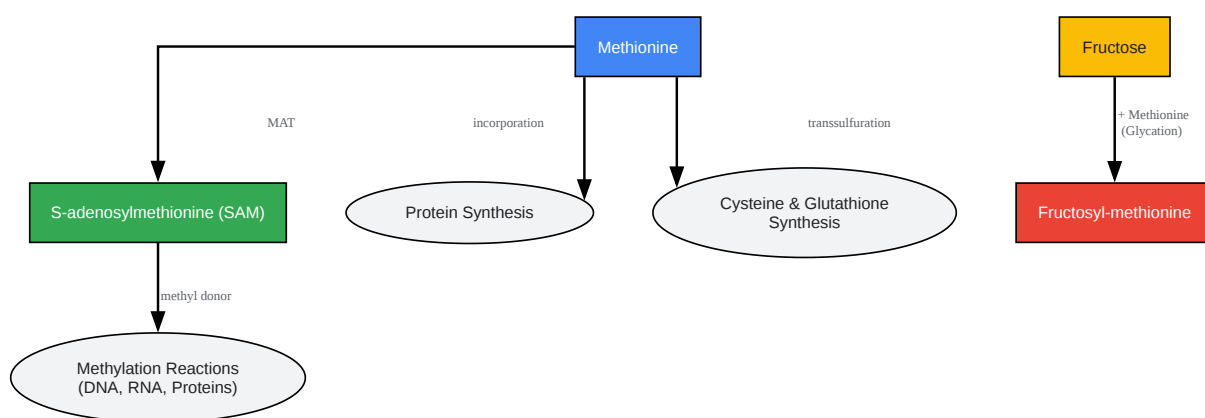 Methionine
Fructose
MAT
incorporation
transsulfuration
+ Methionine
(Glycation)
S-adenosylmethionine (SAM)
Protein Synthesis
Cysteine & Glutathione
Synthesis
Fructosyl-methionine
methyl donor
Methylation Reactions
(DNA, RNA, Proteins)